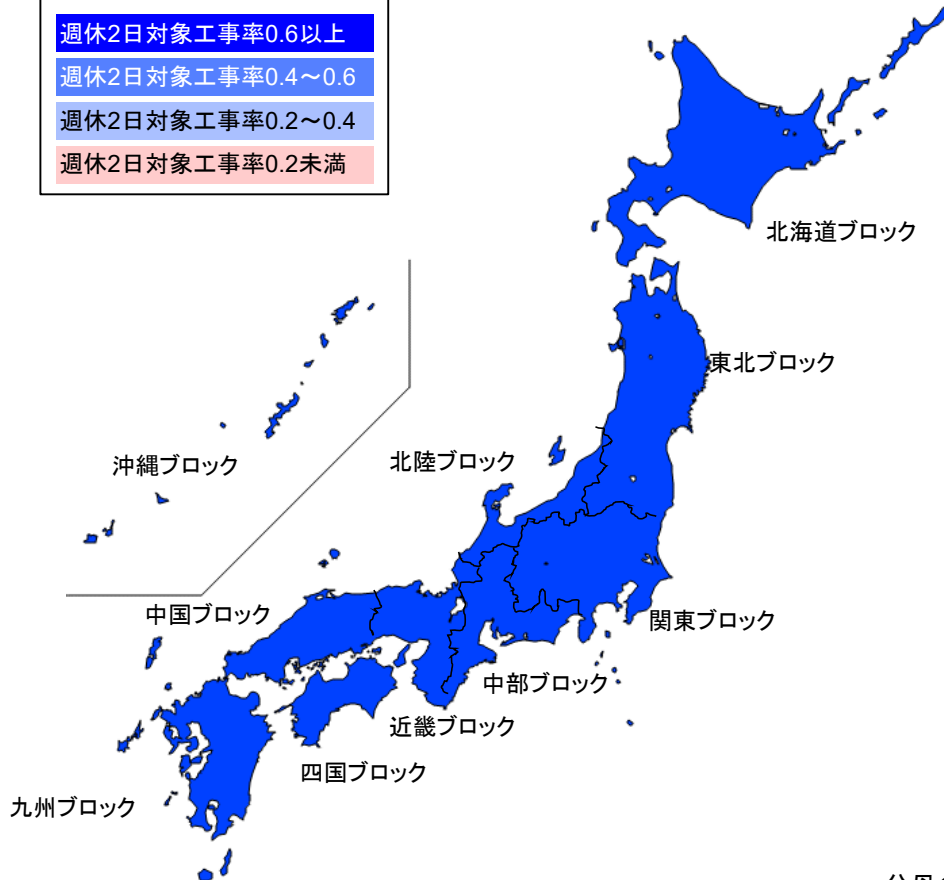 週休2日対象工事率0.6以上
週休2日対象工事率0.4～0.6
週休2日対象工事率0.2～0.4
週休2日対象工事率0.2未満
北海道ブロック
東北ブロック
北陸ブロック
沖縄ブロック
中国ブロック
関東ブロック
中部ブロック
近畿ブロック
四国ブロック
九州ブロック